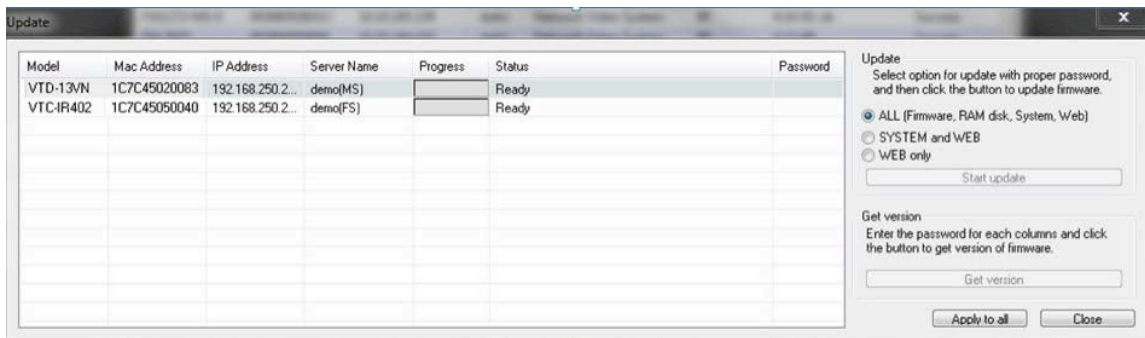 Update
Model Mac Address IP Address Server Name Progress Status Password
VTD-13VN 1C7C45020083 192.168.250.2... demo(MS) Ready
VTC-IR402 1C7C45050040 192.168.250.2... demo(FS) Ready
Update
Select option for update with proper password,
and then click the button to update firmware.
ALL (Firmware, RAM disk, System, Web)
SYSTEM and WEB
WEB only
Start update
Get version
Enter the password for each columns and click
the button to get version of firmware.
Get version
Apply to all Close